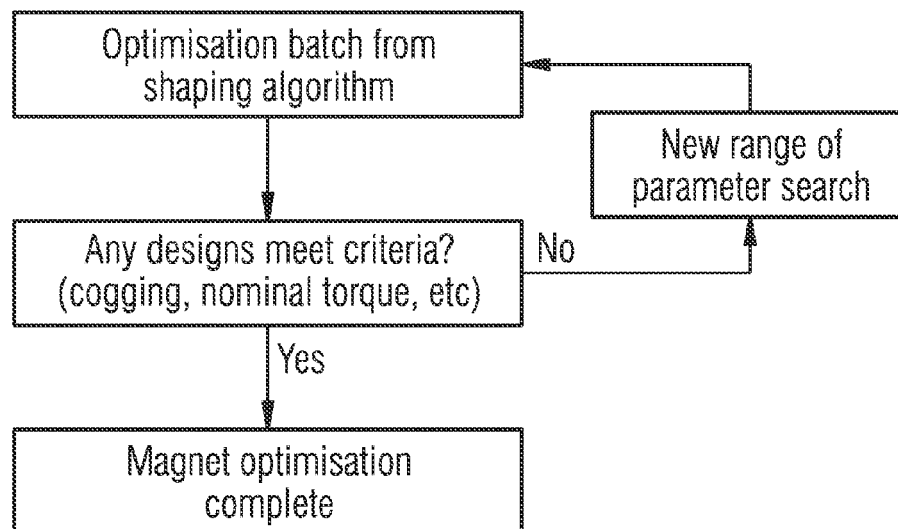 Optimisation batch from
shaping algorithm
New range of
parameter search
Any designs meet criteria?
(cogging, nominal torque, etc)
No
Yes
Magnet optimisation
complete